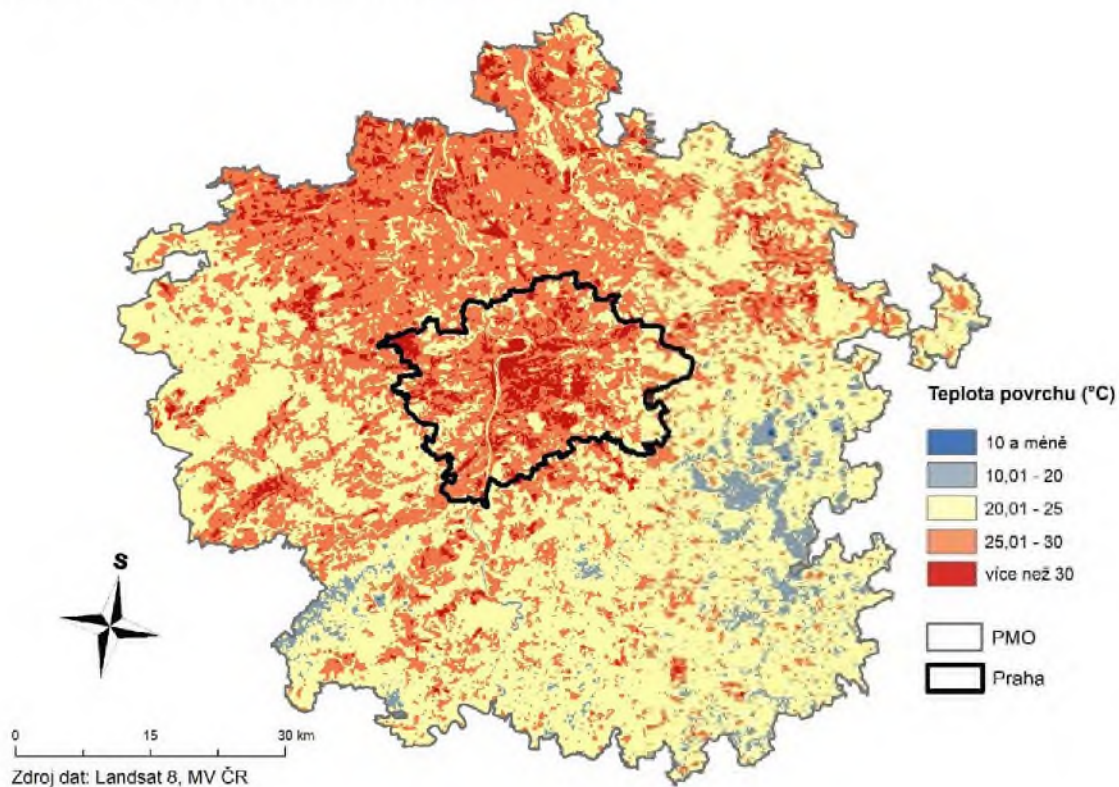 Teplota povrchu (°C)
10 a méně
10,01 - 20
20,01 - 25
25,01 - 30
více než 30
PMO
Praha
S
0 15 30 km
Zdroj dat: Landsat 8, MV ČR